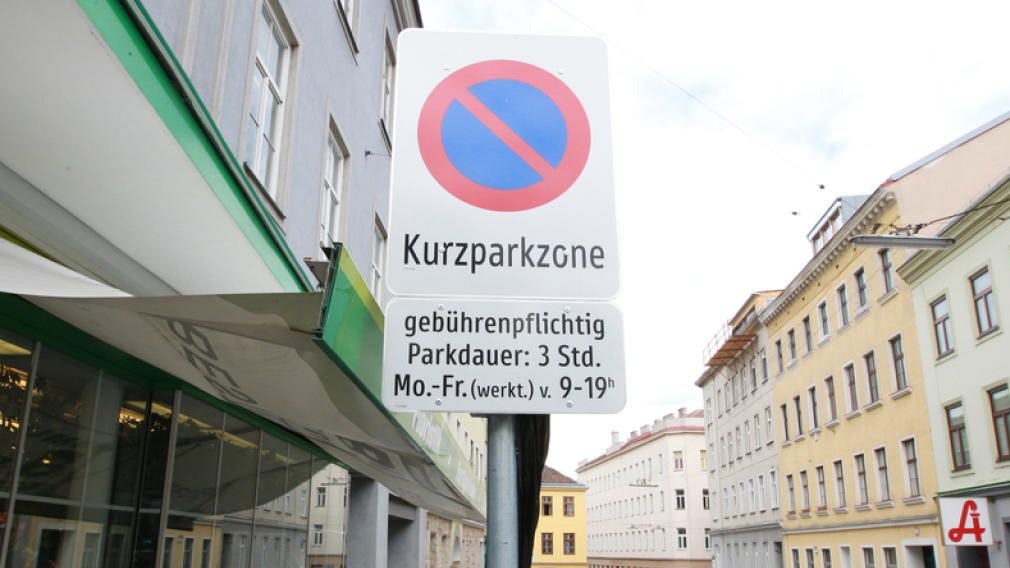 Kurzparkzone
gebührenpflichtig
Parkdauer: 3 Std.
Mo.-Fr. (werkt.) v. 9-19h